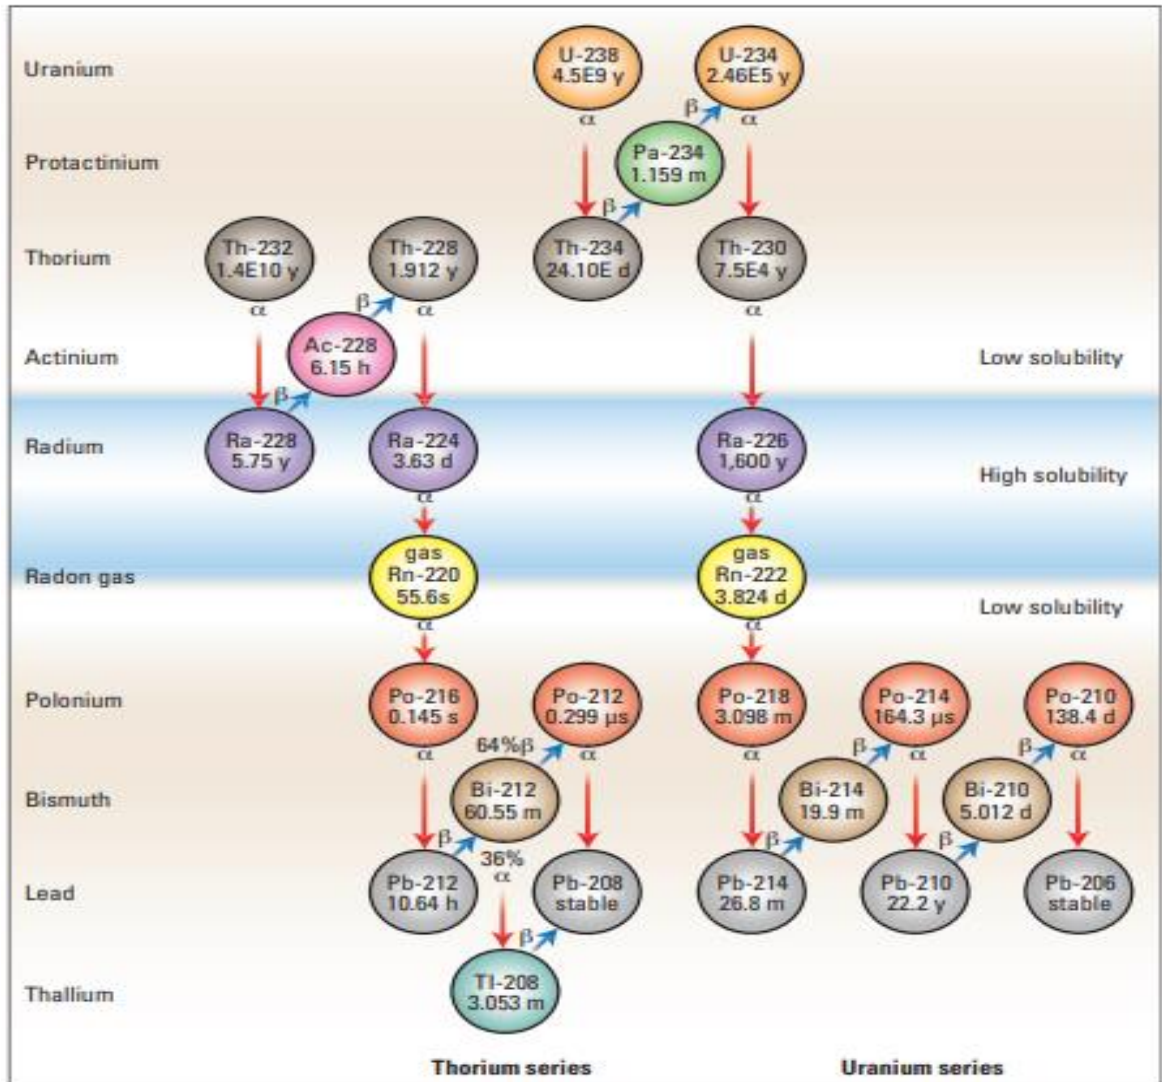 U-238
4.5E9 y
U-234
2.46E5 y
Uranium
α
β
α
Pa-234
1.159 m
Protactinium
β
Th-232
1.4E10 y
Th-228
1.912 y
Th-234
24.10E d
Th-230
7.5E4 y
Thorium
α
β
α
α
Ac-228
6.15 h
Actinium
Low solubility
β
Ra-228
5.75 y
Ra-224
3.63 d
Ra-226
1,600 y
Radium
High solubility
α
α
gas
Rn-220
55.6s
gas
Rn-222
3.824 d
Radon gas
Low solubility
α
α
Po-216
0.145 s
Po-212
0.299 µs
Po-218
3.098 m
Po-214
164.3 µs
Po-210
138.4 d
Polonium
α
64%β
α
α
β
α
β
α
Bi-212
60.55 m
Bi-214
19.9 m
Bi-210
5.012 d
Bismuth
β
36%
α
β
β
Pb-212
10.64 h
Pb-208
stable
Pb-214
26.8 m
Pb-210
22.2 y
Pb-206
stable
Lead
β
Tl-208
3.053 m
Thallium
Thorium series
Uranium series